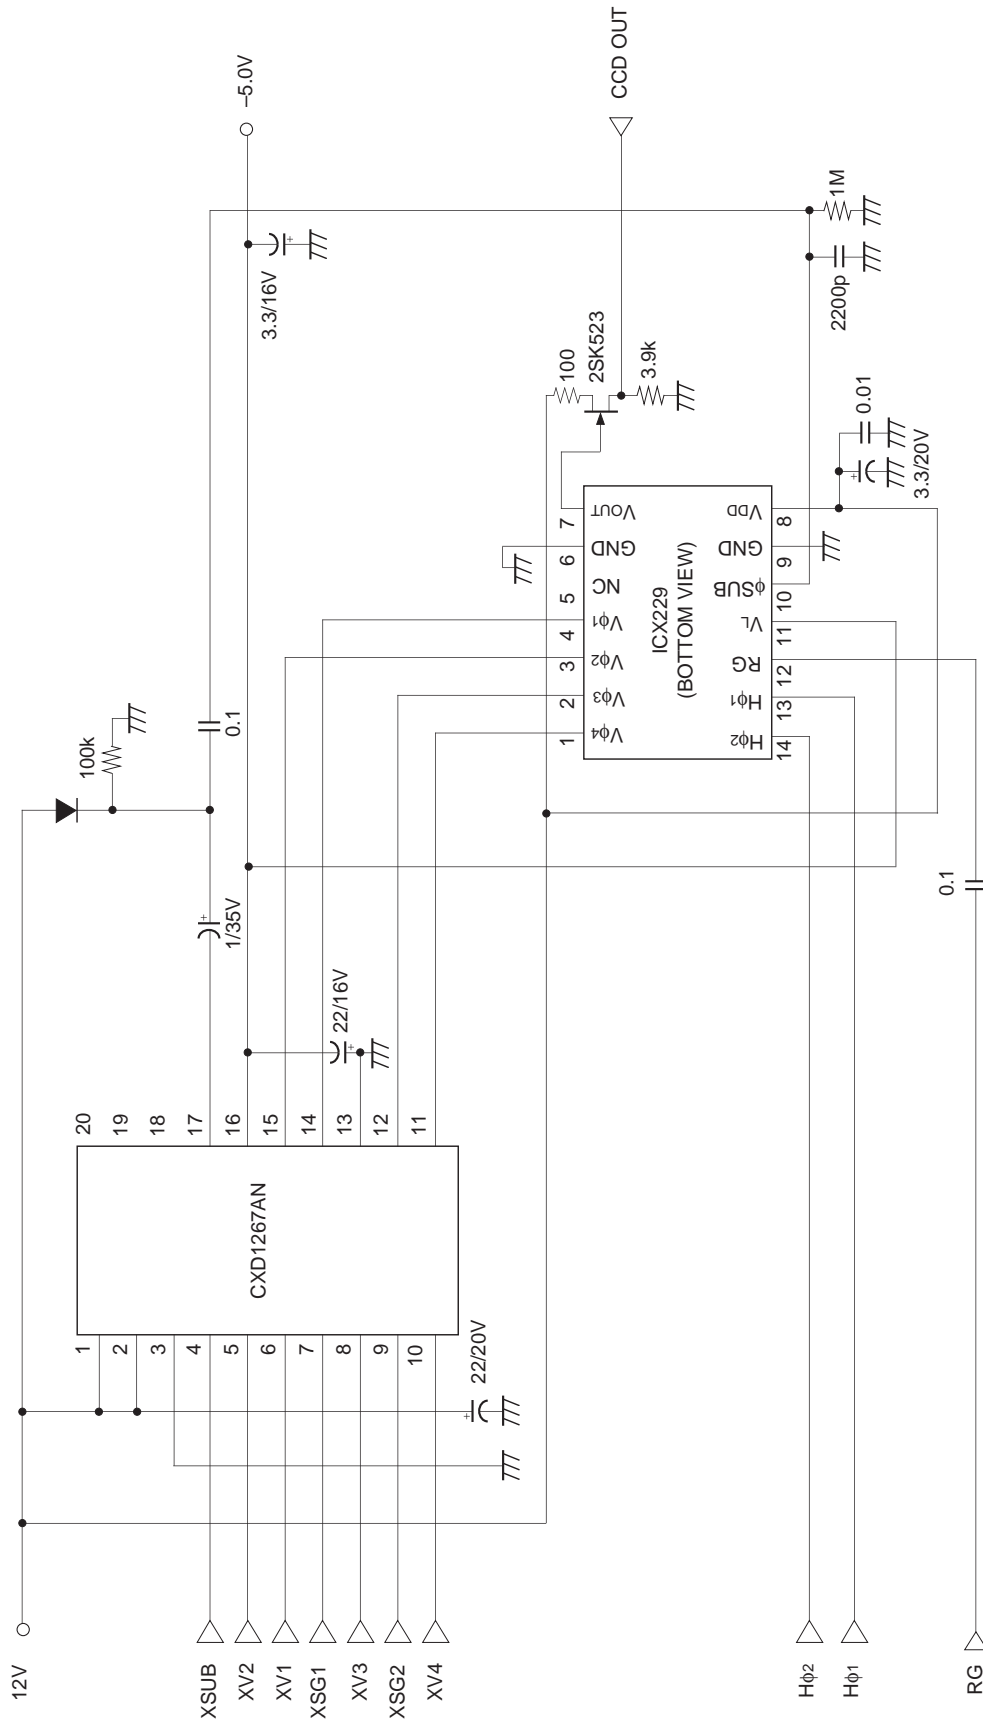 12V
XSUB
XV2
XV1
XSG1
XV3
XSG2
XV4
Hϕ2
Hϕ1
RG
22/20V
1
2
3
4
5
6
7
8
9
10
CXD1267AN
20
19
18
17
16
15
14
13
12
11
+
22/16V
+
1/35V
+
100k
0.1
0.1
3.3/16V
+
–5.0V
1
2
3
4
5
6
7
Vϕ4
Vϕ3
Vϕ2
Vϕ1
NC
GND
VOUT
ICX229
(BOTTOM VIEW)
Hϕ2
Hϕ1
RG
VL
ϕSUB
GND
VDD
14
13
12
11
10
9
8
100
2SK523
3.9k
CCD OUT
3.3/20V
+
0.01
2200p
1M